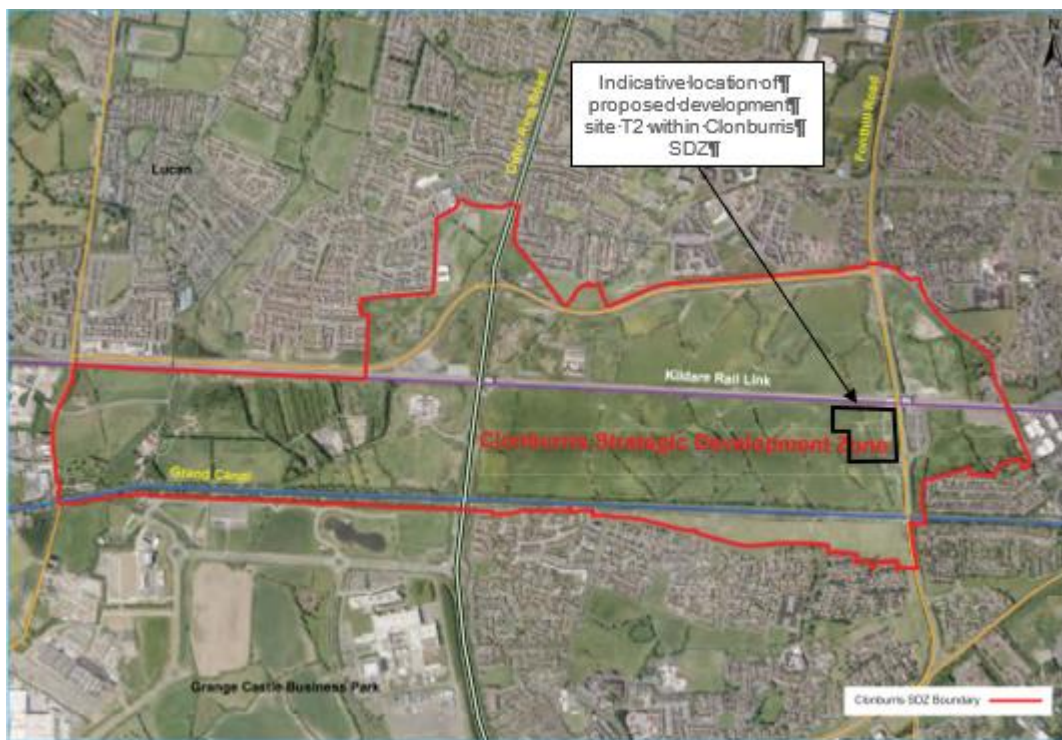 Indicative·location·of¶
proposed·development¶
site·T2·within·Clonburris·
SDZ¶
Outer Ring Road
Fonthill Road
Lucan
Kildare Rail Link
Clonburris Strategic Development Zone
Grand Canal
Grange Castle Business Park
Clonburris SDZ Boundary